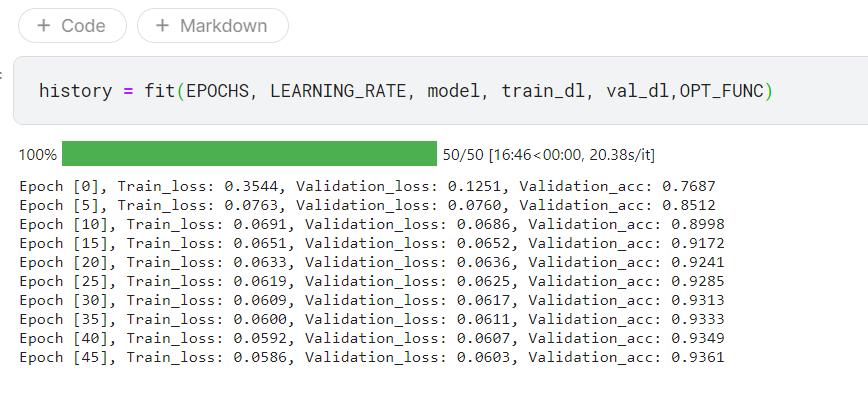 + Code + Markdown
history = fit(EPOCHS, LEARNING_RATE, model, train_dl, val_dl,OPT_FUNC)
100% 50/50 [16:46<00:00, 20.38s/it]
Epoch [0], Train_loss: 0.3544, Validation_loss: 0.1251, Validation_acc: 0.7687
Epoch [5], Train_loss: 0.0763, Validation_loss: 0.0760, Validation_acc: 0.8512
Epoch [10], Train_loss: 0.0691, Validation_loss: 0.0686, Validation_acc: 0.8998
Epoch [15], Train_loss: 0.0651, Validation_loss: 0.0652, Validation_acc: 0.9172
Epoch [20], Train_loss: 0.0633, Validation_loss: 0.0636, Validation_acc: 0.9241
Epoch [25], Train_loss: 0.0619, Validation_loss: 0.0625, Validation_acc: 0.9285
Epoch [30], Train_loss: 0.0609, Validation_loss: 0.0617, Validation_acc: 0.9313
Epoch [35], Train_loss: 0.0600, Validation_loss: 0.0611, Validation_acc: 0.9333
Epoch [40], Train_loss: 0.0592, Validation_loss: 0.0607, Validation_acc: 0.9349
Epoch [45], Train_loss: 0.0586, Validation_loss: 0.0603, Validation_acc: 0.9361